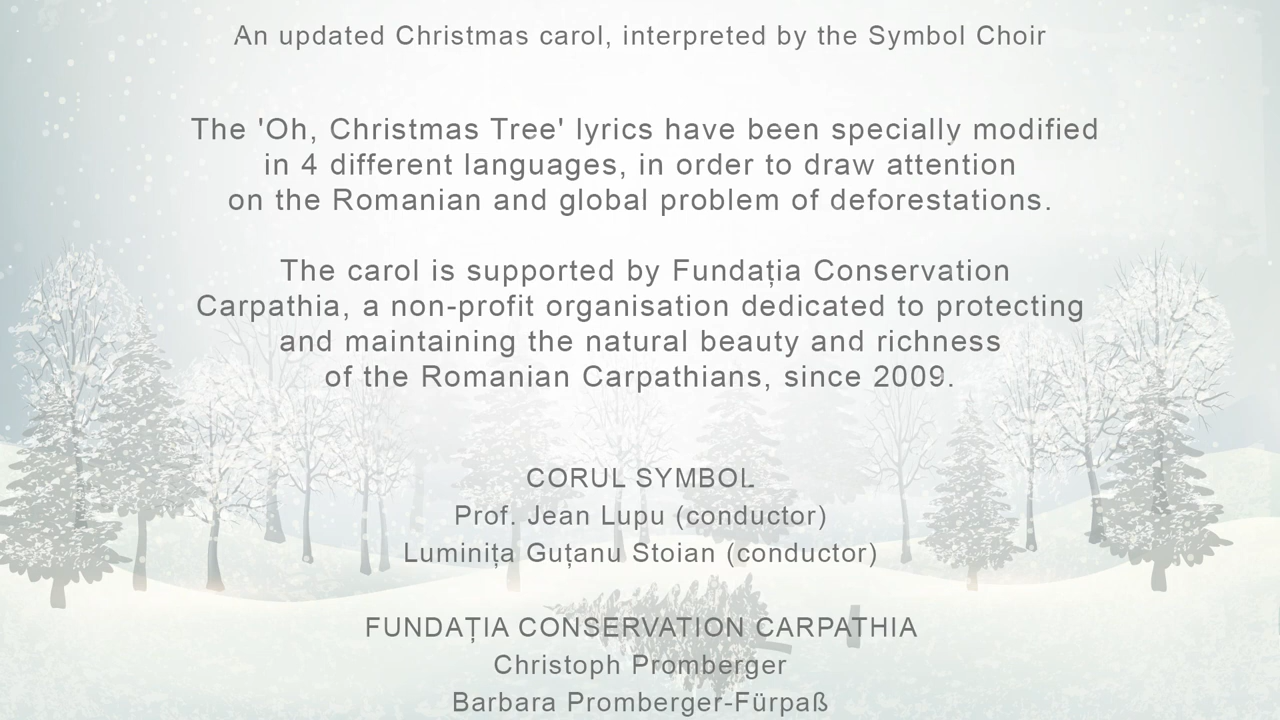 An updated Christmas carol, interpreted by the Symbol Choir
The 'Oh, Christmas Tree' lyrics have been specially modified
in 4 different languages, in order to draw attention
on the Romanian and global problem of deforestations.
The carol is supported by Fundația Conservation
Carpathia, a non-profit organisation dedicated to protecting
and maintaining the natural beauty and richness
of the Romanian Carpathians, since 2009.
CORUL SYMBOL
Prof. Jean Lupu (conductor)
Luminița Guțanu Stoian (conductor)
FUNDAȚIA CONSERVATION CARPATHIA
Christoph Promberger
Barbara Promberger-Fürpaß